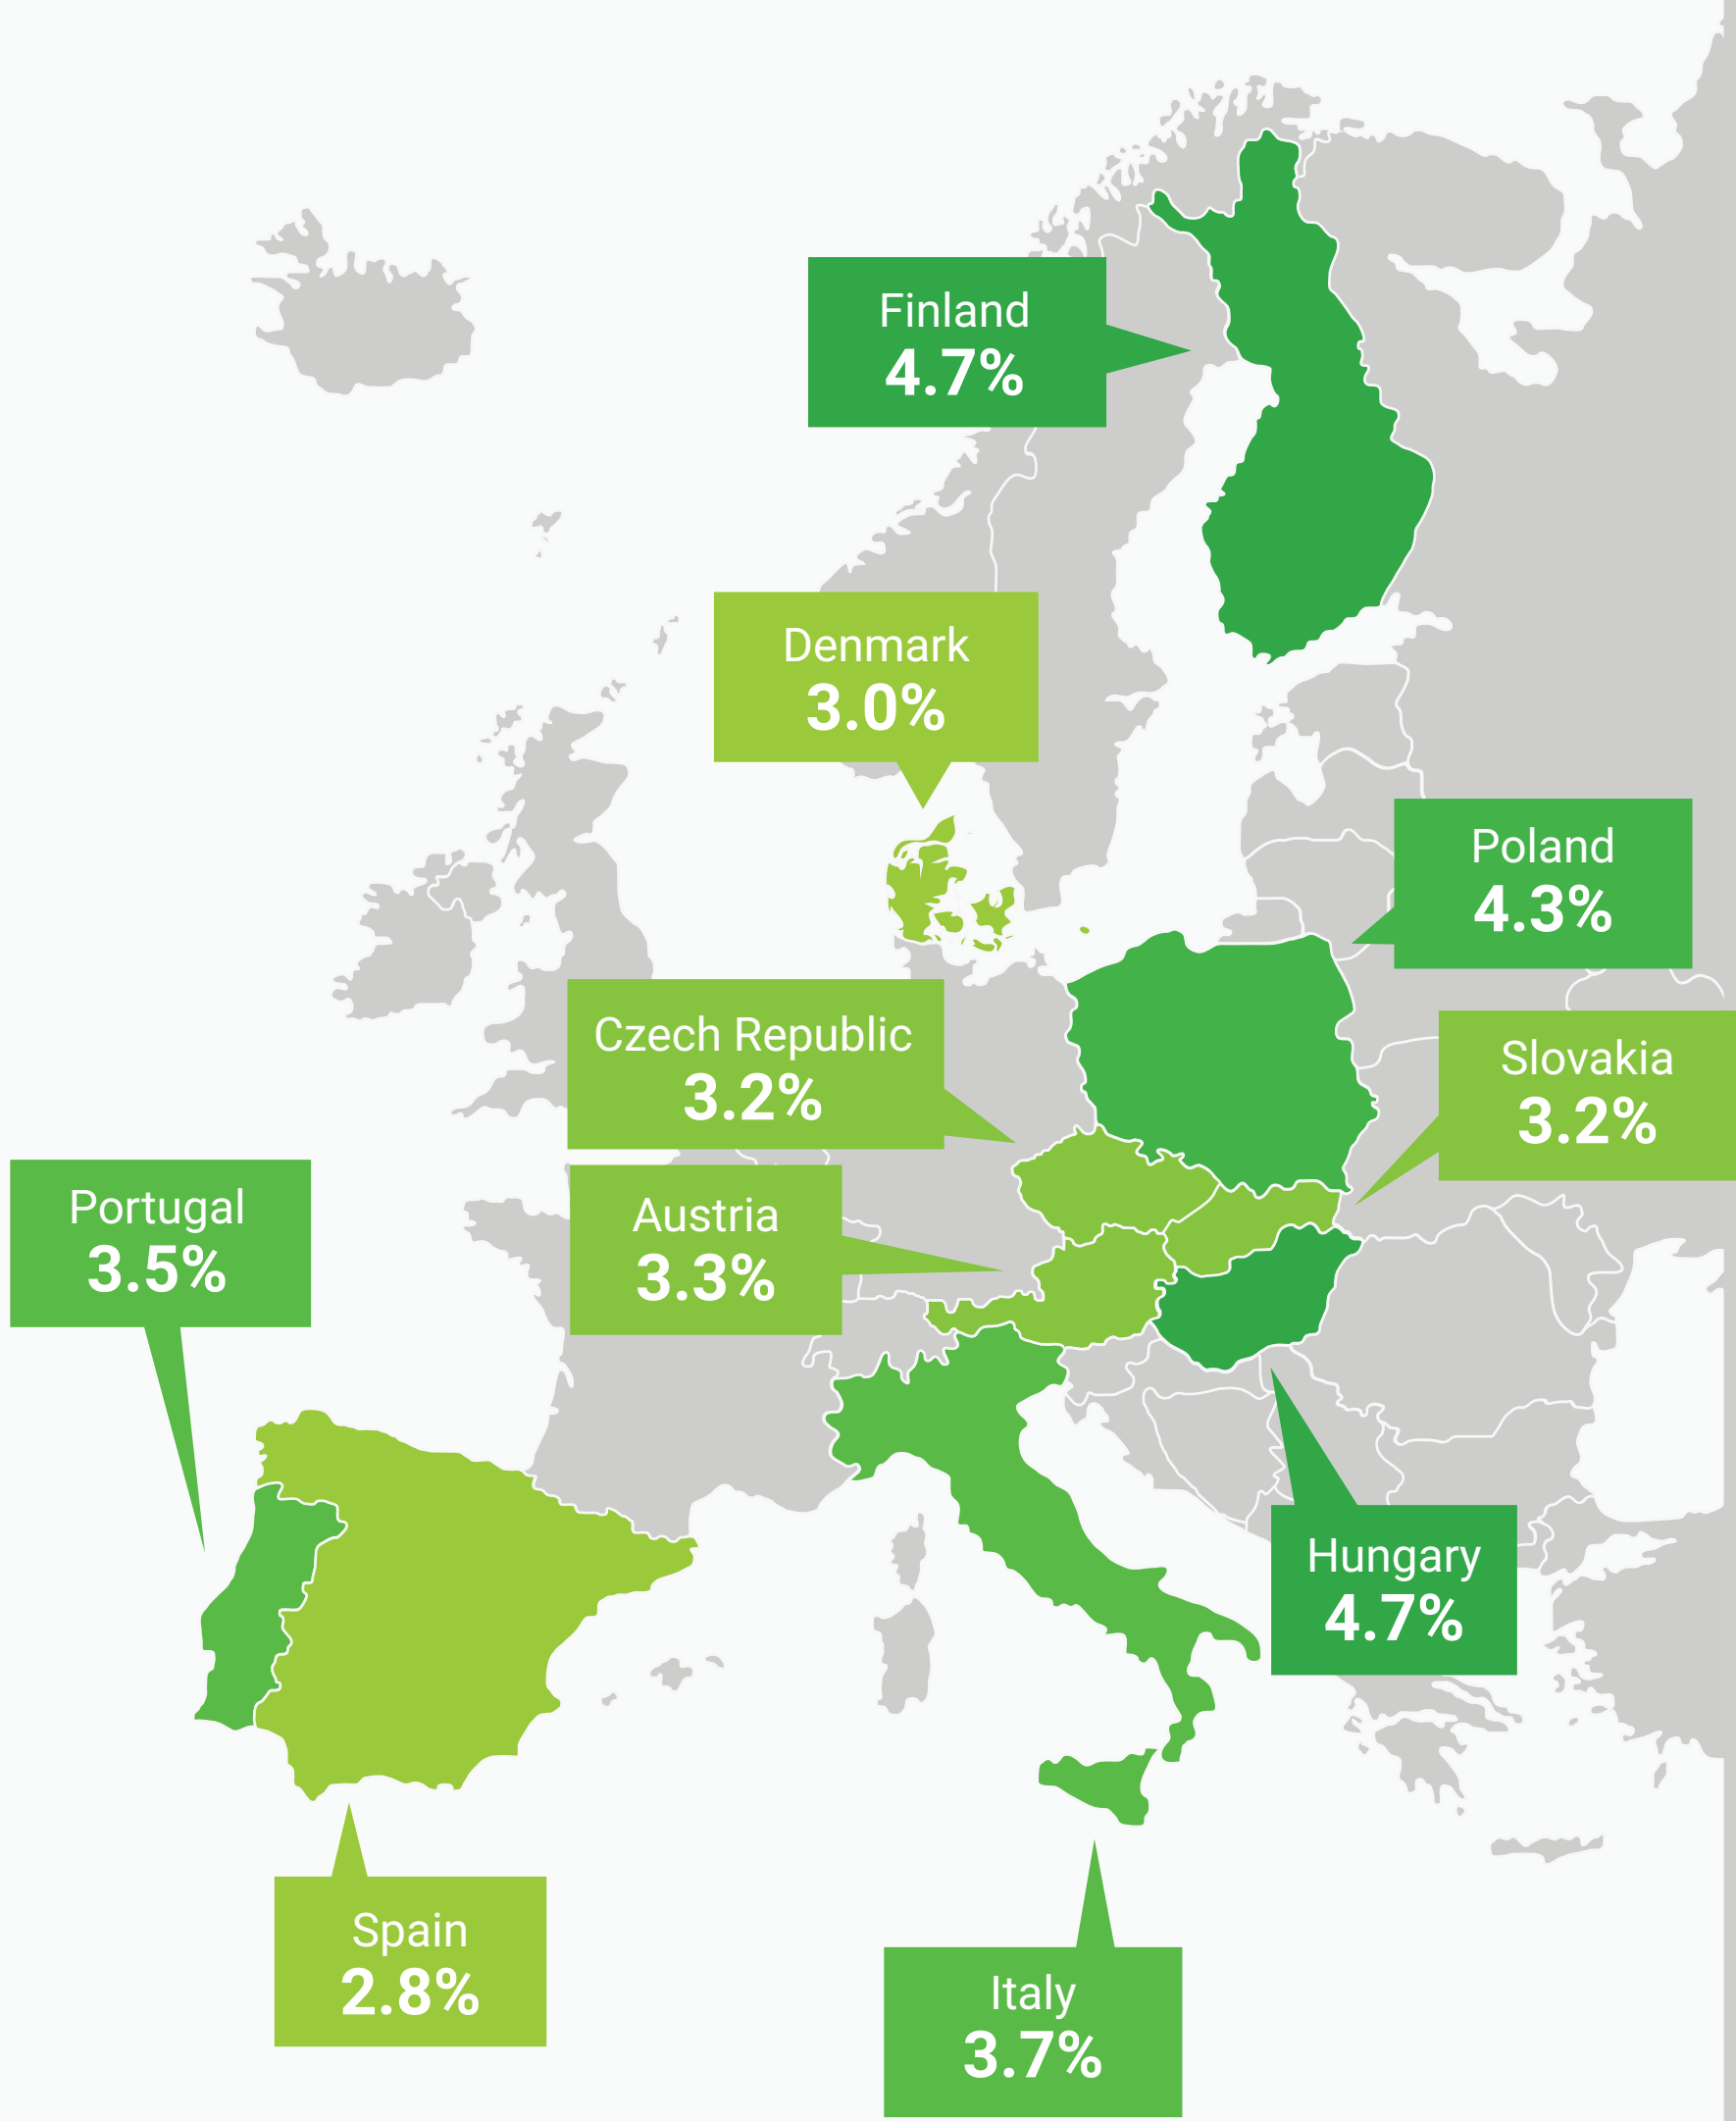 Finland
4.7%
Denmark
3.0%
Poland
4.3%
Czech Republic
3.2%
Slovakia
3.2%
Portugal
3.5%
Austria
3.3%
Hungary
4.7%
Spain
2.8%
Italy
3.7%